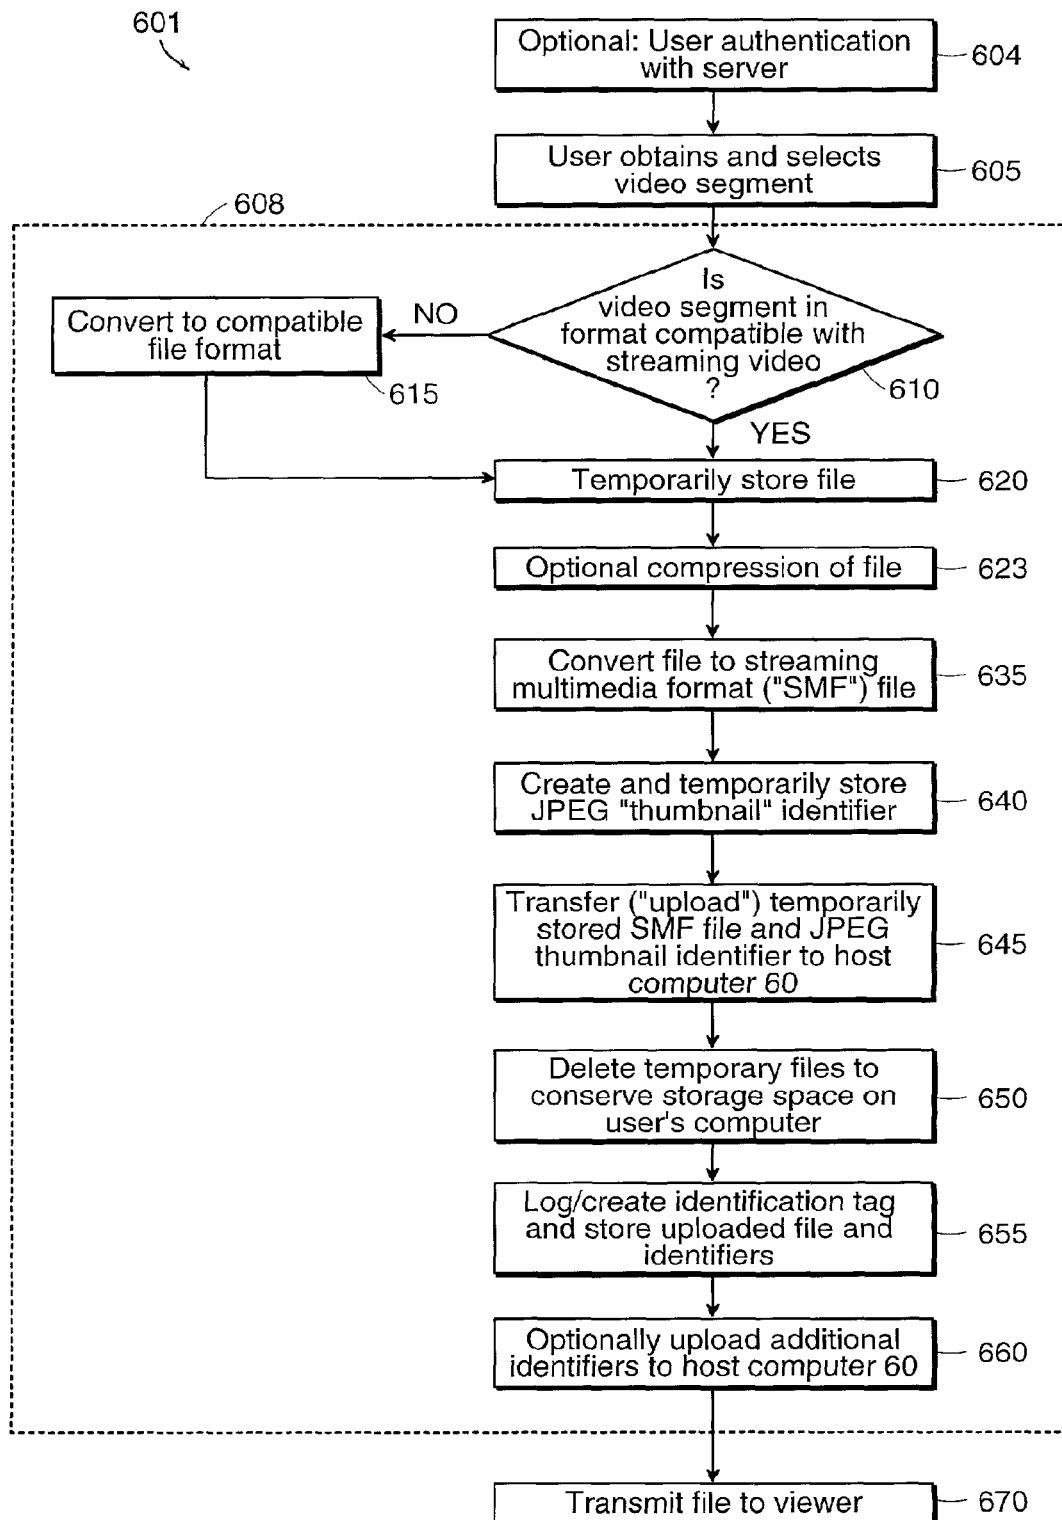 601
Optional: User authentication
with server
604
User obtains and selects
video segment
605
608
Is
video segment in
format compatible with
streaming video
?
610
NO
Convert to compatible
file format
615
YES
Temporarily store file
620
Optional compression of file
623
Convert file to streaming
multimedia format ("SMF") file
635
Create and temporarily store
JPEG "thumbnail" identifier
640
Transfer ("upload") temporarily
stored SMF file and JPEG
thumbnail identifier to host
computer 60
645
Delete temporary files to
conserve storage space on
user's computer
650
Log/create identification tag
and store uploaded file and
identifiers
655
Optionally upload additional
identifiers to host computer 60
660
Transmit file to viewer
670